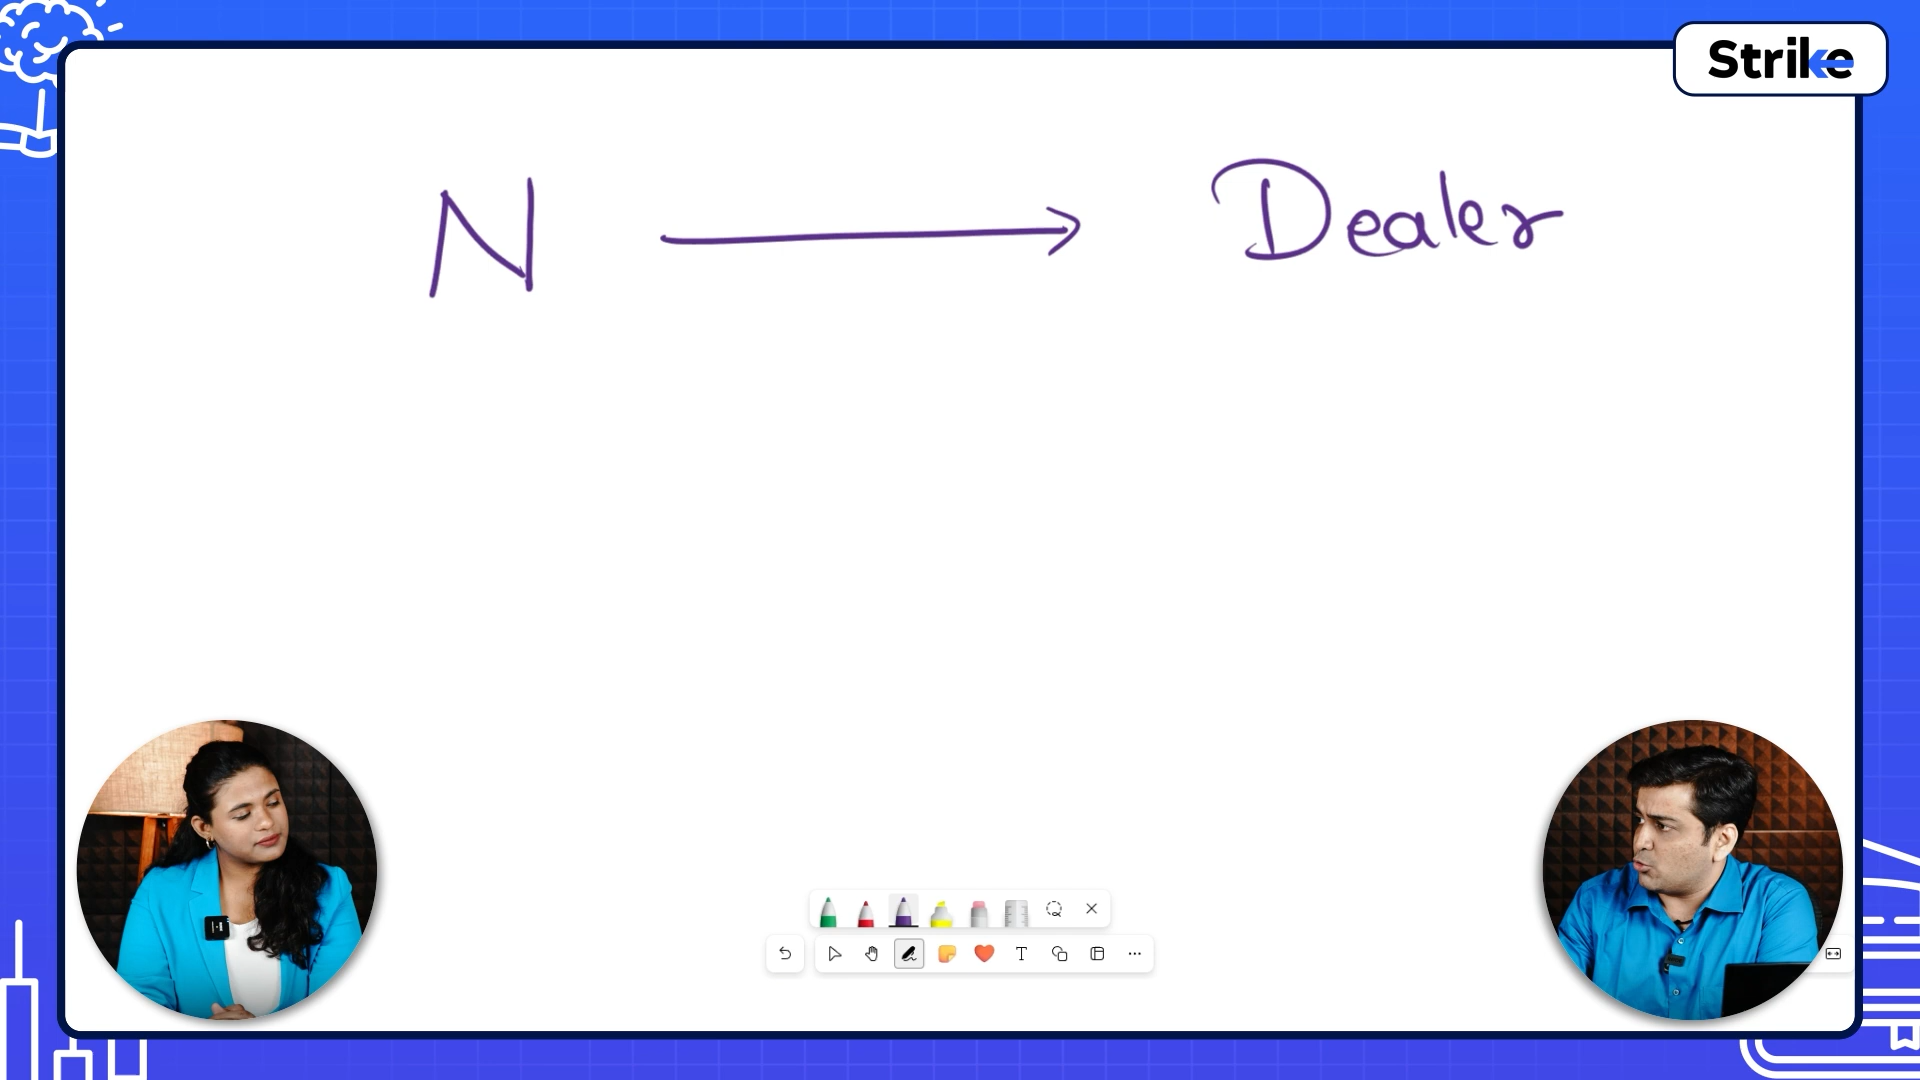 Strike
N → Dealer
T